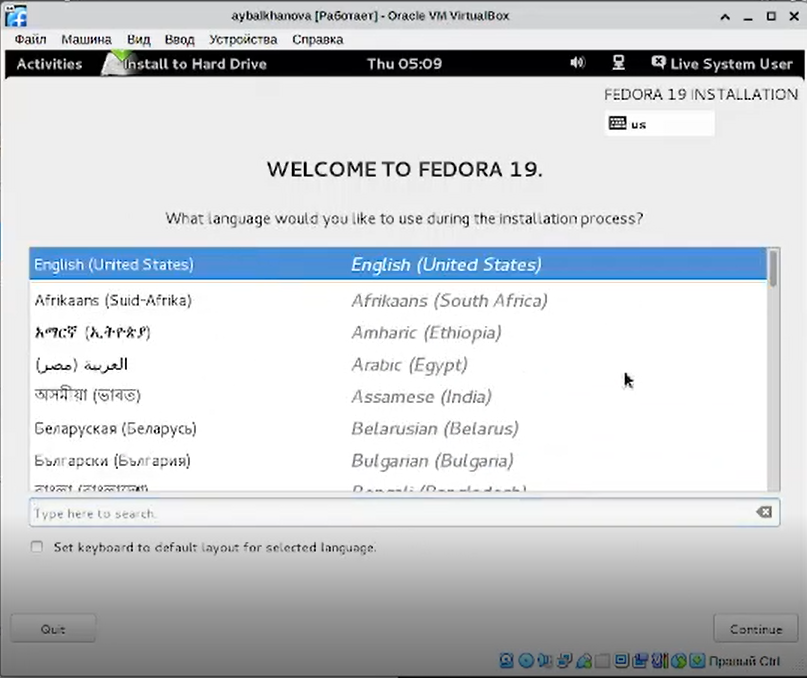 aybalkhanova [Работает] - Oracle VM VirtualBox
Файл Машина Вид Ввод Устройства Справка
Activities Install to Hard Drive Thu 05:09 Live System User
FEDORA 19 INSTALLATION
us
WELCOME TO FEDORA 19.
What language would you like to use during the installation process?
English (United States) English (United States)
Afrikaans (Suid-Afrika) Afrikaans (South Africa)
አማርኛ (ኢትዮጵያ) Amharic (Ethiopia)
العربية (مصر) Arabic (Egypt)
অসমীয়া (ভাৰত) Assamese (India)
Беларуская (Беларусь) Belarusian (Belarus)
Български (България) Bulgarian (Bulgaria)
বাংলা (বাংলাদেশ) Bengali (Bangladesh)
Type here to search.
Set keyboard to default layout for selected language.
Quit Continue
Правый Ctrl